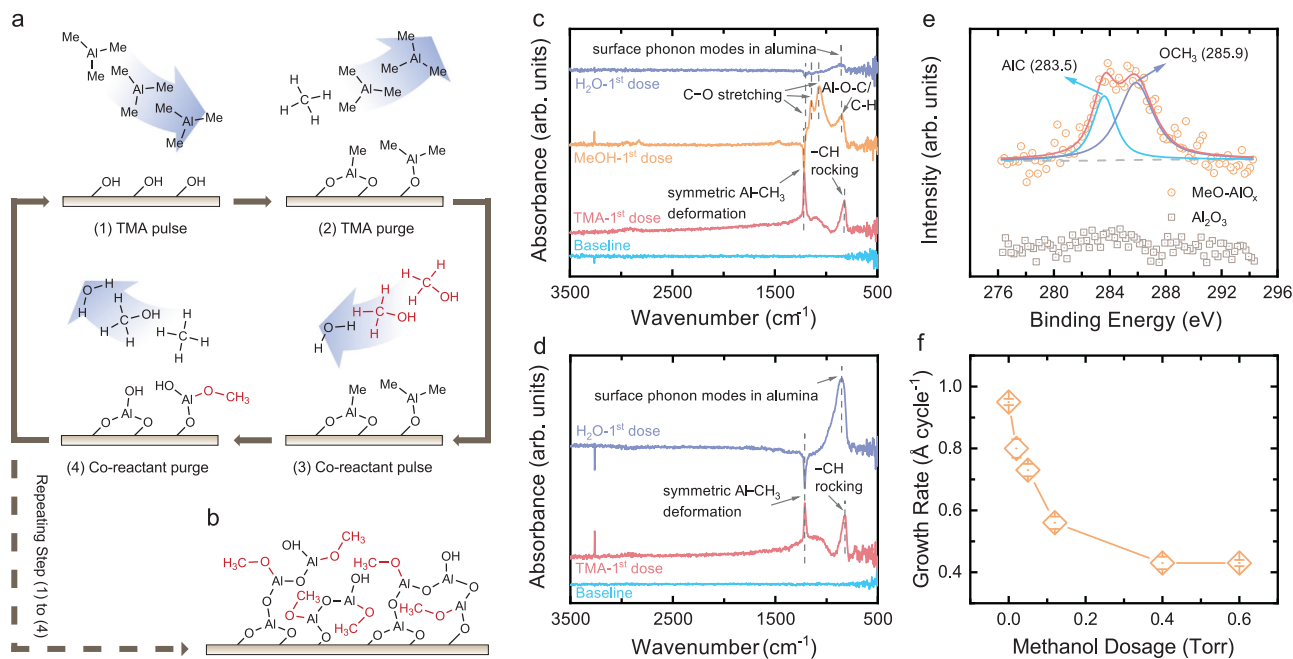 a
Me
Me
Al
Me
Me
Me
Al
Me
Me
Al
Me
Me
OH
OH
OH
(1) TMA pulse
H
H
C
H
H
Me
Me
Al
Me
Me
Me
Al
Me
Me
Me
Al
O
O
Me
Al
O
(2) TMA purge
O
H
H
H
H
C
OH
H
H
H
C
H
H
OH
Al
O
O
HO
Al
O
CH3
O
(4) Co-reactant purge
H
H
C
OH
H
H
H
C
OH
H
O
H
H
Me
Al
O
O
Me
Me
Al
O
(3) Co-reactant pulse
Repeating Step (1) to (4)
b
H3C
O
OH
Al
O
CH3
Al
O
O
Al
O
O
CH3
O
Al
O
OH
Al
O
H3C
O
H3C
O
Al
O
OH
Al
O
H3C
O
Al
O
O
Al
O
O
c
surface phonon modes in alumina
H2O-1st dose
C−O stretching
Al-O-C/
C-H
MeOH-1st dose
−CH
rocking
symmetric Al−CH3
deformation
TMA-1st dose
Baseline
Absorbance (arb. units)
3500 2500 1500 500
Wavenumber (cm-1)
d
surface phonon modes in alumina
H2O-1st dose
−CH
rocking
symmetric Al−CH3
deformation
TMA-1st dose
Baseline
Absorbance (arb. units)
3500 2500 1500 500
Wavenumber (cm-1)
e
OCH3 (285.9)
AlC (283.5)
MeO-AlOx
Al2O3
Intensity (arb. units)
276 280 284 288 292 296
Binding Energy (eV)
f
Growth Rate (Å cycle-1)
1.0
0.8
0.6
0.4
0.0 0.2 0.4 0.6
Methanol Dosage (Torr)